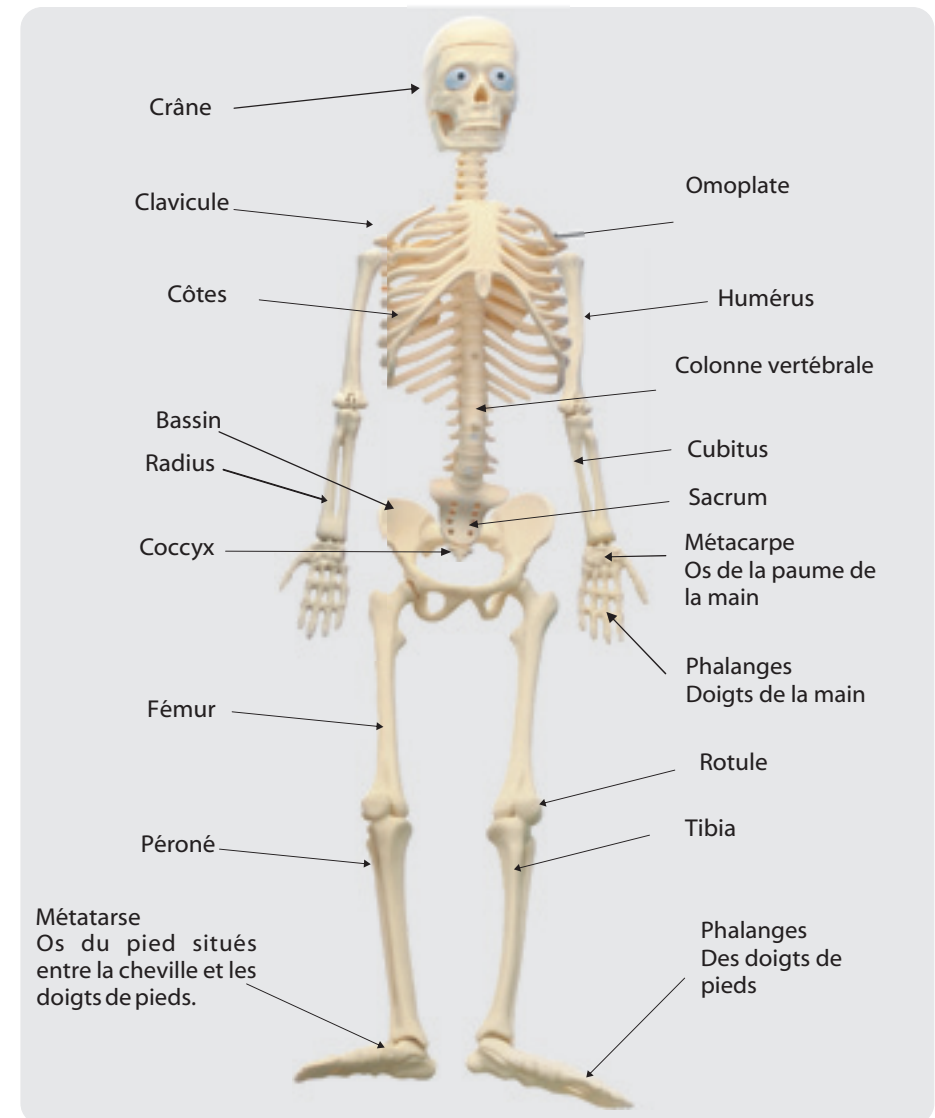 Crâne
Omoplate
Clavicule
Côtes
Humérus
Colonne vertébrale
Bassin
Cubitus
Radius
Sacrum
Coccyx
Métacarpe
Os de la paume de
la main
Phalanges
Doigts de la main
Fémur
Rotule
Tibia
Péroné
Métatarse
Os du pied situés
entre la cheville et les
doigts de pieds.
Phalanges
Des doigts de
pieds